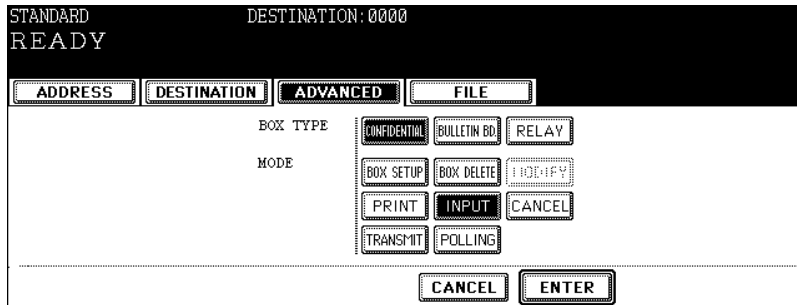 STANDARD DESTINATION:0000
READY
ADDRESS DESTINATION ADVANCED FILE
BOX TYPE CONFIDENTIAL BULLETIN BD. RELAY
MODE BOX SETUP BOX DELETE MODIFY
PRINT INPUT CANCEL
TRANSMIT POLLING
CANCEL ENTER